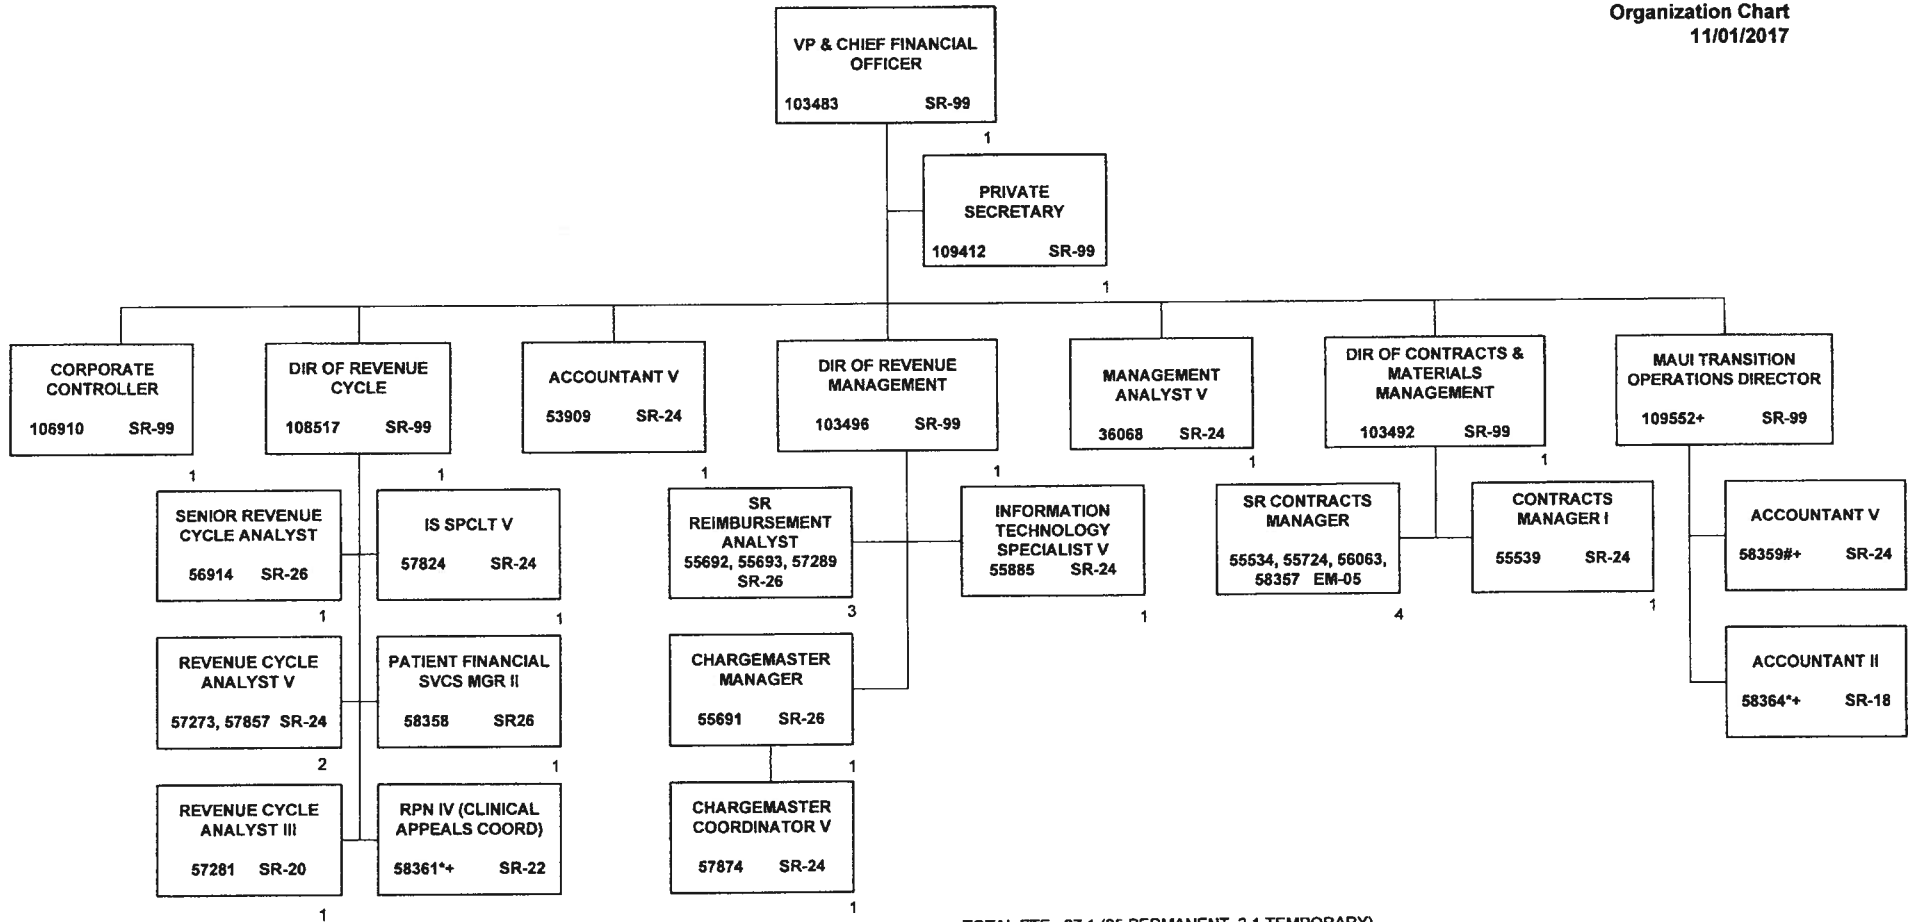 Organization Chart
11/01/2017
VP & CHIEF FINANCIAL
OFFICER
103483 SR-99
1
PRIVATE
SECRETARY
109412 SR-99
1
CORPORATE
CONTROLLER
106910 SR-99
1
DIR OF REVENUE
CYCLE
108517 SR-99
1
ACCOUNTANT V
53909 SR-24
1
DIR OF REVENUE
MANAGEMENT
103496 SR-99
1
MANAGEMENT
ANALYST V
36068 SR-24
1
DIR OF CONTRACTS &
MATERIALS
MANAGEMENT
103492 SR-99
1
MAUI TRANSITION
OPERATIONS DIRECTOR
109552+ SR-99
SENIOR REVENUE
CYCLE ANALYST
56914 SR-26
1
IS SPCLT V
57824 SR-24
1
SR
REIMBURSEMENT
ANALYST
55692, 55693, 57289
SR-26
3
INFORMATION
TECHNOLOGY
SPECIALIST V
55885 SR-24
1
SR CONTRACTS
MANAGER
55534, 55724, 56063,
58357 EM-05
4
CONTRACTS
MANAGER I
55539 SR-24
1
ACCOUNTANT V
58359#+ SR-24
REVENUE CYCLE
ANALYST V
57273, 57857 SR-24
2
PATIENT FINANCIAL
SVCS MGR II
58358 SR26
1
CHARGEMASTER
MANAGER
55691 SR-26
1
ACCOUNTANT II
58364*+ SR-18
REVENUE CYCLE
ANALYST III
57281 SR-20
1
RPN IV (CLINICAL
APPEALS COORD)
58361*+ SR-22
CHARGEMASTER
COORDINATOR V
57874 SR-24
1